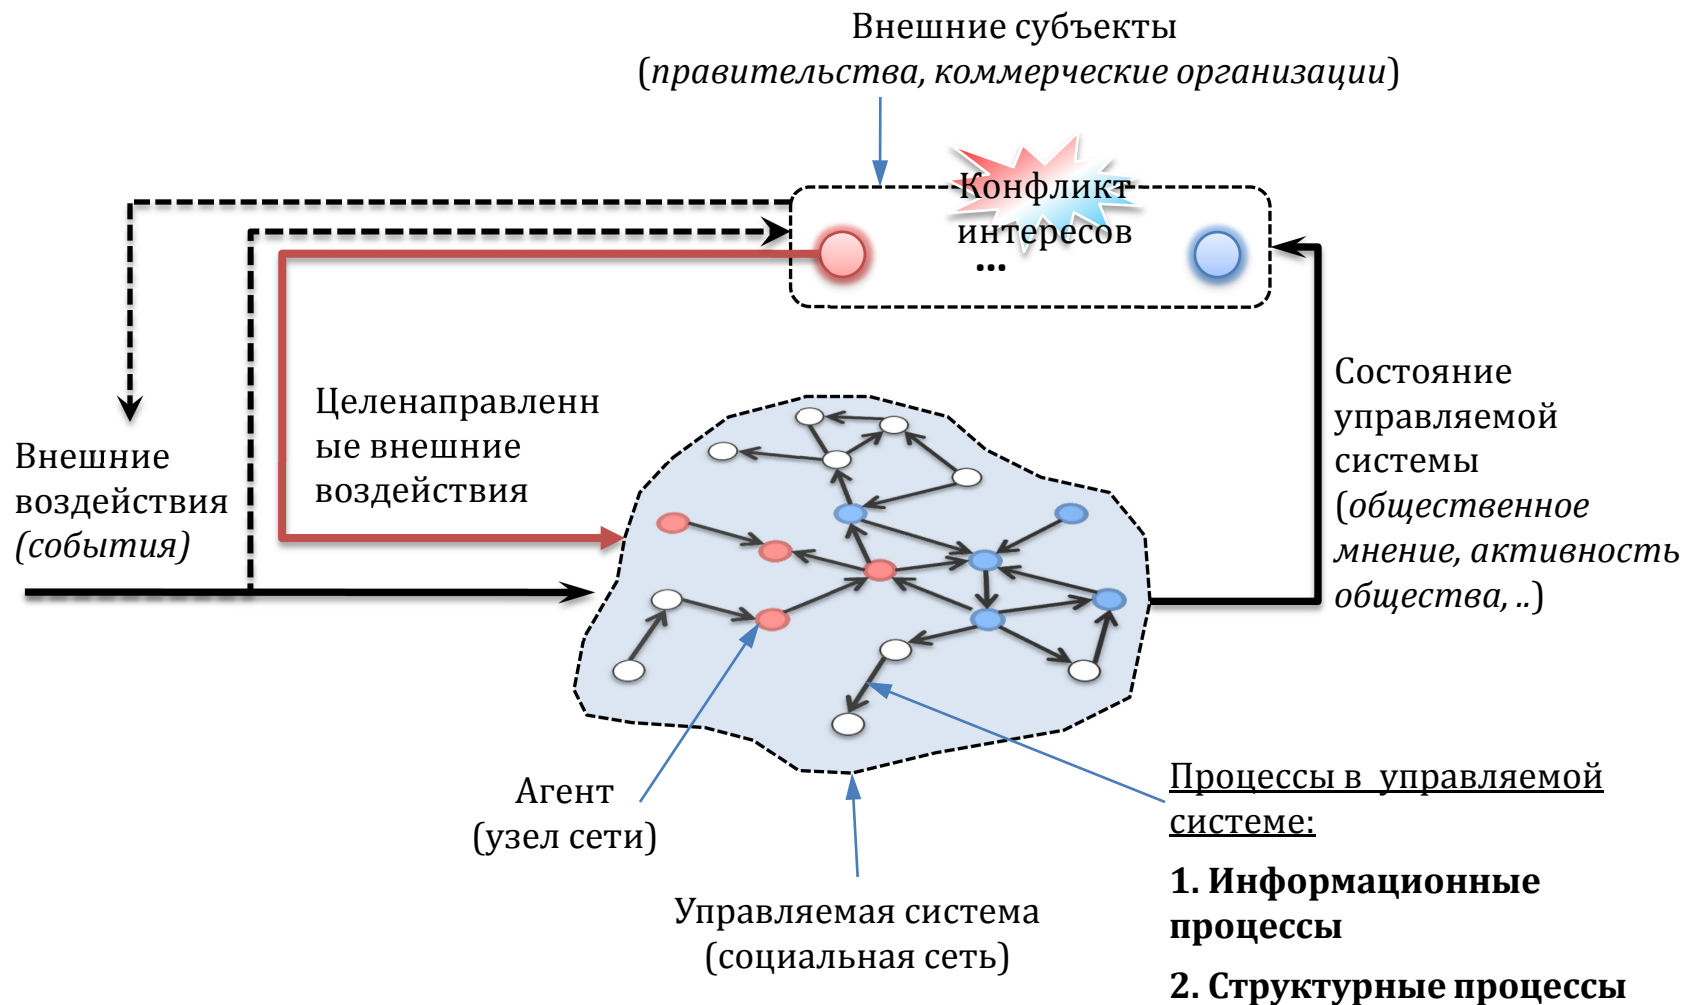 Внешние субъекты
(правительства, коммерческие организации)
Конфликт
интересов
...
Целенаправленн
ые внешние
воздействия
Внешние
воздействия
(события)
Состояние
управляемой
системы
(общественное
мнение, активность
общества, ..)
Агент
(узел сети)
Управляемая система
(социальная сеть)
Процессы в управляемой
системе:
1. Информационные
процессы
2. Структурные процессы